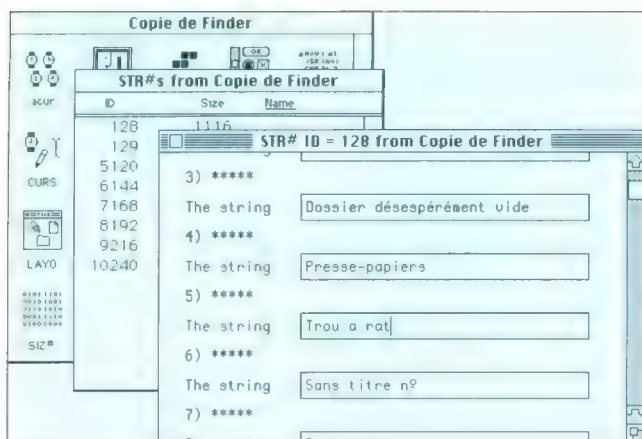 Copie de Finder
acur
CURS
LAYO
SIZ
STR#s from Copie de Finder
ID Size Name
128 1116
129
5120
6144
7168
8192
9216
10240
STR# ID = 128 from Copie de Finder
3) *****
The string Dossier désespérément vide
4) *****
The string Presse-papiers
5) *****
The string Trou a rat
6) *****
The string Sans titre nº
7) *****